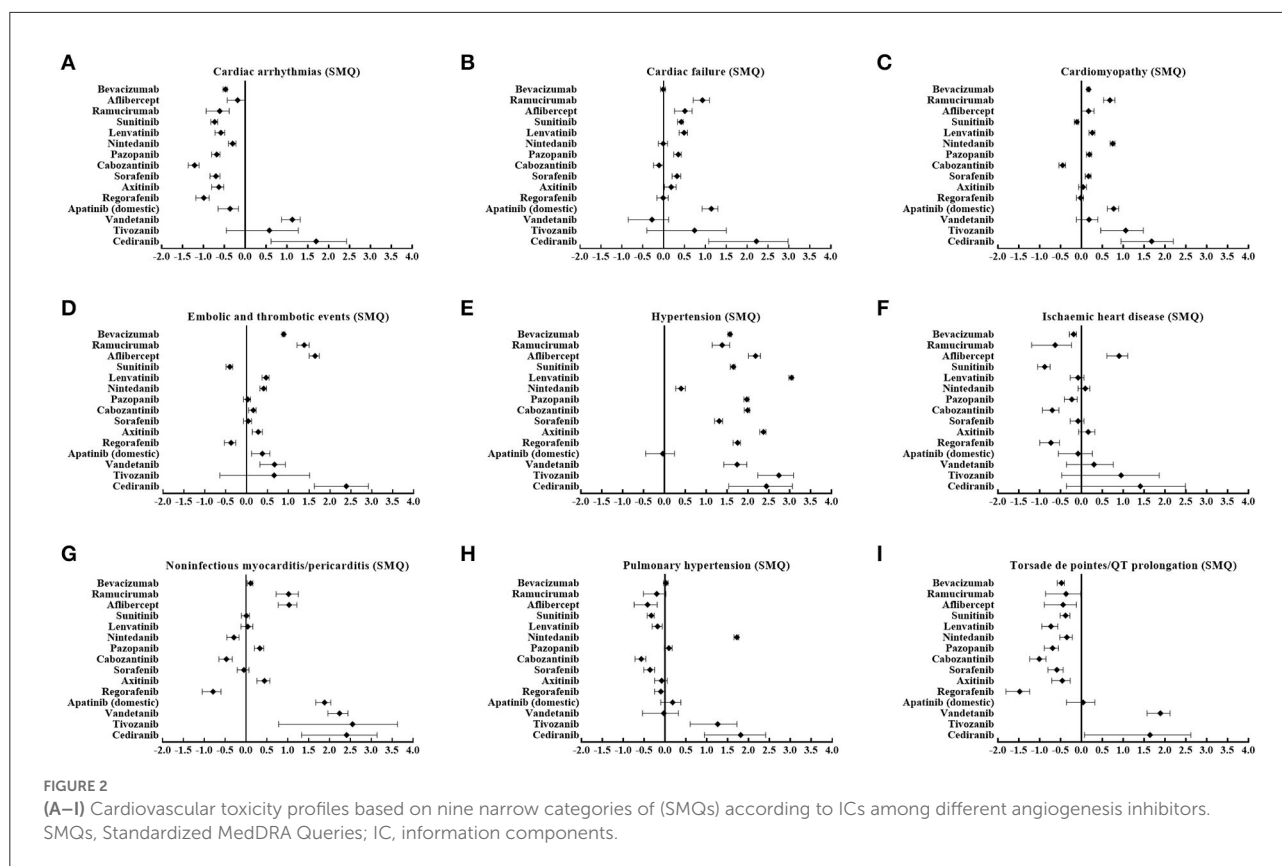 A
Cardiac arrhythmias (SMQ)
Bevacizumab
Aflibercept
Ramucirumab
Sunitinib
Lenvatinib
Nintedanib
Pazopanib
Cabozantinib
Sorafenib
Axitinib
Regorafenib
Apatinib (domestic)
Vandetanib
Tivozanib
Cediranib
-2.0 -1.5 -1.0 -0.5 0.0 0.5 1.0 1.5 2.0 2.5 3.0 3.5 4.0
B
Cardiac failure (SMQ)
Bevacizumab
Ramucirumab
Aflibercept
Sunitinib
Lenvatinib
Nintedanib
Pazopanib
Cabozantinib
Sorafenib
Axitinib
Regorafenib
Apatinib (domestic)
Vandetanib
Tivozanib
Cediranib
-2.0 -1.5 -1.0 -0.5 0.0 0.5 1.0 1.5 2.0 2.5 3.0 3.5 4.0
C
Cardiomyopathy (SMQ)
Bevacizumab
Ramucirumab
Aflibercept
Sunitinib
Lenvatinib
Nintedanib
Pazopanib
Cabozantinib
Sorafenib
Axitinib
Regorafenib
Apatinib (domestic)
Vandetanib
Tivozanib
Cediranib
-2.0 -1.5 -1.0 -0.5 0.0 0.5 1.0 1.5 2.0 2.5 3.0 3.5 4.0
D
Embolic and thrombotic events (SMQ)
Bevacizumab
Ramucirumab
Aflibercept
Sunitinib
Lenvatinib
Nintedanib
Pazopanib
Cabozantinib
Sorafenib
Axitinib
Regorafenib
Apatinib (domestic)
Vandetanib
Tivozanib
Cediranib
-2.0 -1.5 -1.0 -0.5 0.0 0.5 1.0 1.5 2.0 2.5 3.0 3.5 4.0
E
Hypertension (SMQ)
Bevacizumab
Ramucirumab
Aflibercept
Sunitinib
Lenvatinib
Nintedanib
Pazopanib
Cabozantinib
Sorafenib
Axitinib
Regorafenib
Apatinib (domestic)
Vandetanib
Tivozanib
Cediranib
-2.0 -1.5 -1.0 -0.5 0.0 0.5 1.0 1.5 2.0 2.5 3.0 3.5 4.0
F
Ischaemic heart disease (SMQ)
Bevacizumab
Ramucirumab
Aflibercept
Sunitinib
Lenvatinib
Nintedanib
Pazopanib
Cabozantinib
Sorafenib
Axitinib
Regorafenib
Apatinib (domestic)
Vandetanib
Tivozanib
Cediranib
-2.0 -1.5 -1.0 -0.5 0.0 0.5 1.0 1.5 2.0 2.5 3.0 3.5 4.0
G
Noninfectious myocarditis/pericarditis (SMQ)
Bevacizumab
Ramucirumab
Aflibercept
Sunitinib
Lenvatinib
Nintedanib
Pazopanib
Cabozantinib
Sorafenib
Axitinib
Regorafenib
Apatinib (domestic)
Vandetanib
Tivozanib
Cediranib
-2.0 -1.5 -1.0 -0.5 0.0 0.5 1.0 1.5 2.0 2.5 3.0 3.5 4.0
H
Pulmonary hypertension (SMQ)
Bevacizumab
Ramucirumab
Aflibercept
Sunitinib
Lenvatinib
Nintedanib
Pazopanib
Cabozantinib
Sorafenib
Axitinib
Regorafenib
Apatinib (domestic)
Vandetanib
Tivozanib
Cediranib
-2.0 -1.5 -1.0 -0.5 0.0 0.5 1.0 1.5 2.0 2.5 3.0 3.5 4.0
I
Torsade de pointes/QT prolongation (SMQ)
Bevacizumab
Ramucirumab
Aflibercept
Sunitinib
Lenvatinib
Nintedanib
Pazopanib
Cabozantinib
Sorafenib
Axitinib
Regorafenib
Apatinib (domestic)
Vandetanib
Tivozanib
Cediranib
-2.0 -1.5 -1.0 -0.5 0.0 0.5 1.0 1.5 2.0 2.5 3.0 3.5 4.0
FIGURE 2
(A–I) Cardiovascular toxicity profiles based on nine narrow categories of (SMQs) according to ICs among different angiogenesis inhibitors.
SMQs, Standardized MedDRA Queries; IC, information components.